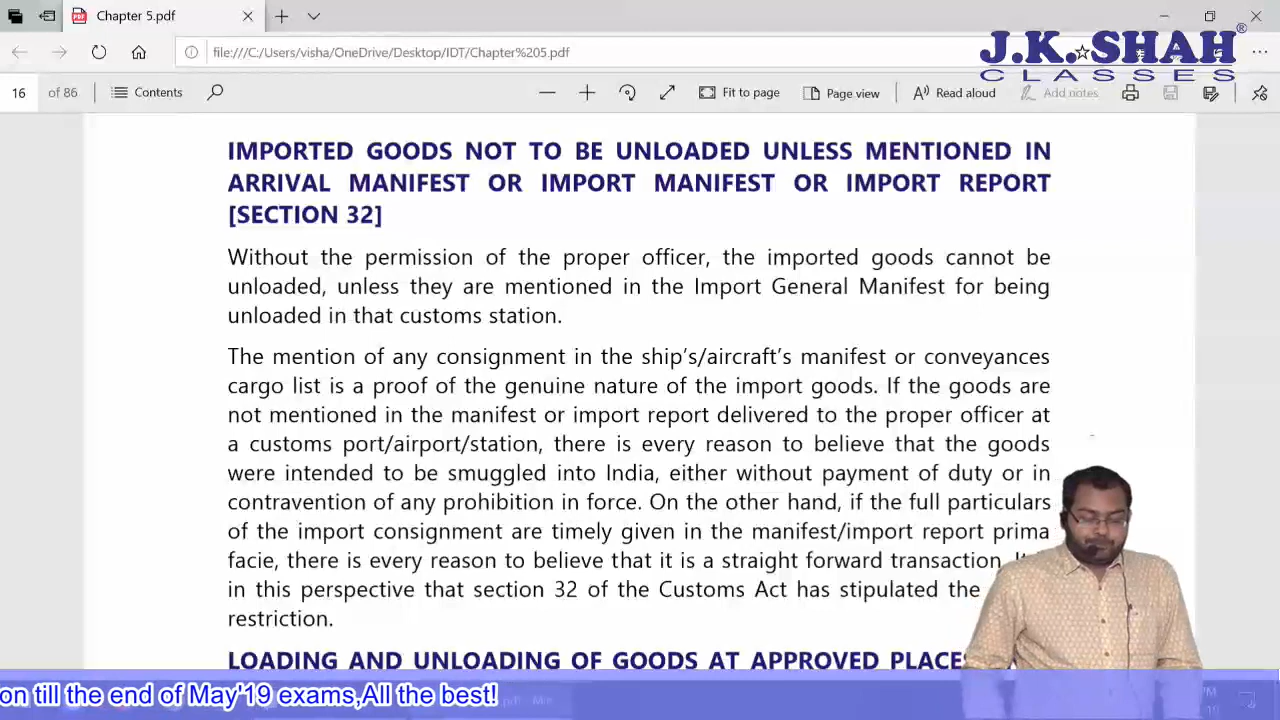 Chapter 5.pdf
J.K.SHAH®
CLASSES
file:///C:/Users/visha/OneDrive/Desktop/IDT/Chapter%205.pdf
16 of 86 Contents Fit to page Page view Read aloud Add notes
IMPORTED GOODS NOT TO BE UNLOADED UNLESS MENTIONED IN
ARRIVAL MANIFEST OR IMPORT MANIFEST OR IMPORT REPORT
[SECTION 32]
Without the permission of the proper officer, the imported goods cannot be
unloaded, unless they are mentioned in the Import General Manifest for being
unloaded in that customs station.
The mention of any consignment in the ship's/aircraft's manifest or conveyances
cargo list is a proof of the genuine nature of the import goods. If the goods are
not mentioned in the manifest or import report delivered to the proper officer at
a customs port/airport/station, there is every reason to believe that the goods
were intended to be smuggled into India, either without payment of duty or in
contravention of any prohibition in force. On the other hand, if the full particulars
of the import consignment are timely given in the manifest/import report prima
facie, there is every reason to believe that it is a straight forward transaction.
in this perspective that section 32 of the Customs Act has stipulated the
restriction.
LOADING AND UNLOADING OF GOODS AT APPROVED PLACE
on till the end of May'19 exams,All the best!